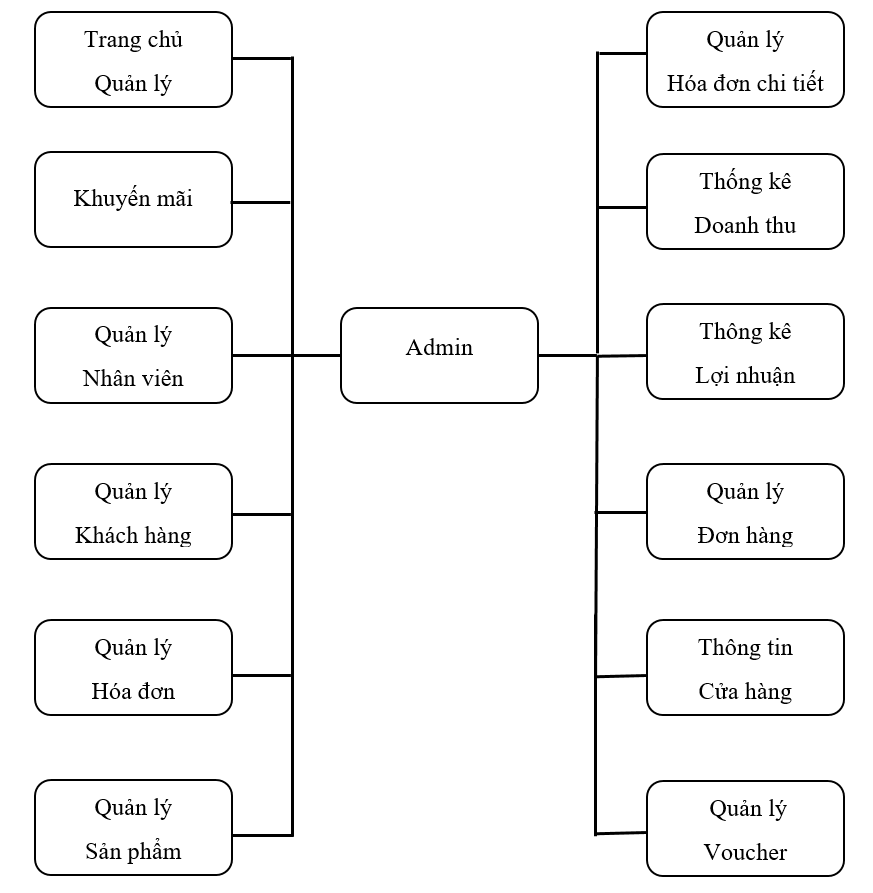 Trang chủ
Quản lý
Khuyến mãi
Quản lý
Nhân viên
Quản lý
Khách hàng
Quản lý
Hóa đơn
Quản lý
Sản phẩm
Admin
Quản lý
Hóa đơn chi tiết
Thống kê
Doanh thu
Thông kê
Lợi nhuận
Quản lý
Đơn hàng
Thông tin
Cửa hàng
Quản lý
Voucher